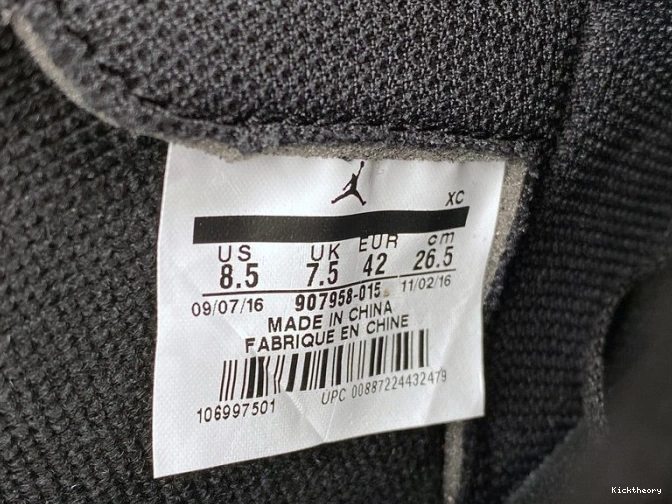 XC
US UK EUR cm
8.5 7.5 42 26.5
09/07/16 907958-015 11/02/16
MADE IN CHINA
FABRIQUE EN CHINE
106997501 UPC 00887224432479
Kicktheory